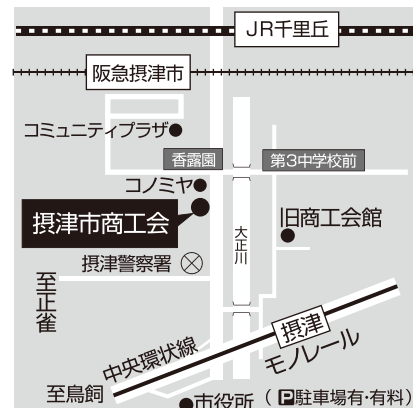 JR千里丘
阪急摂津市
コミュニティプラザ
香露園
第3中学校前
コノミヤ
摂津市商工会
旧商工会館
大正川
摂津警察署
至正雀
摂津
モノレール
中央環状線
至鳥飼
市役所
(P駐車場有・有料)